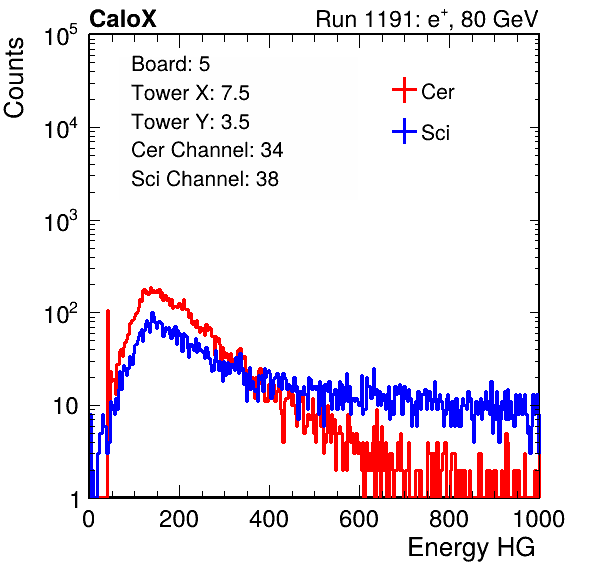 CaloX Run 1191: e⁺, 80 GeV
Counts
Board: 5
Tower X: 7.5
Tower Y: 3.5
Cer Channel: 34
Sci Channel: 38
Cer
Sci
10⁵
10⁴
10³
10²
10
1
0 200 400 600 800 1000
Energy HG